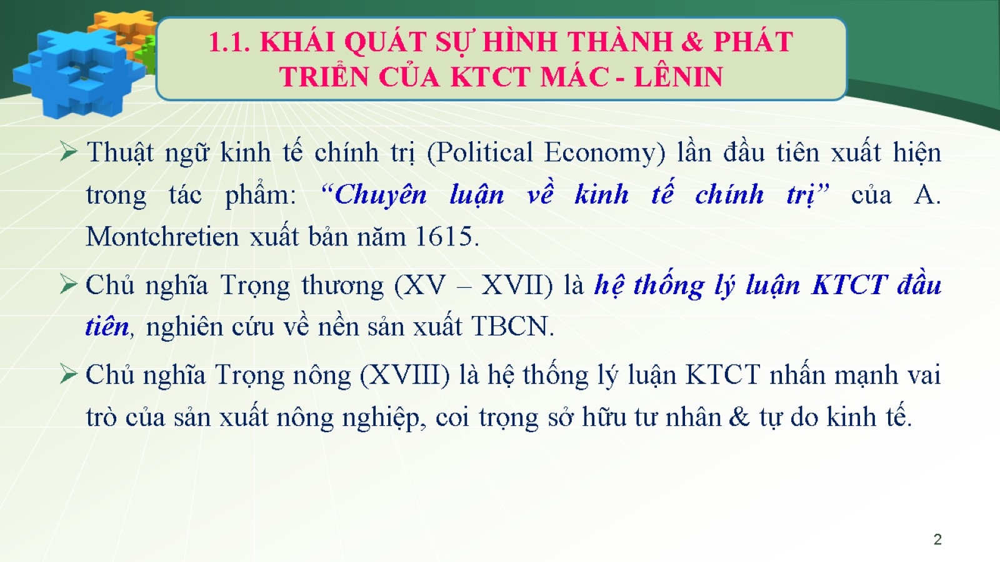 1.1. KHÁI QUÁT SỰ HÌNH THÀNH & PHÁT
TRIỂN CỦA KTCT MÁC - LÊNIN
Thuật ngữ kinh tế chính trị (Political Economy) lần đầu tiên xuất hiện
trong tác phẩm: “Chuyên luận về kinh tế chính trị” của A.
Montchretien xuất bản năm 1615.
Chủ nghĩa Trọng thương (XV – XVII) là hệ thống lý luận KTCT đầu
tiên, nghiên cứu về nền sản xuất TBCN.
Chủ nghĩa Trọng nông (XVIII) là hệ thống lý luận KTCT nhấn mạnh vai
trò của sản xuất nông nghiệp, coi trọng sở hữu tư nhân & tự do kinh tế.
2